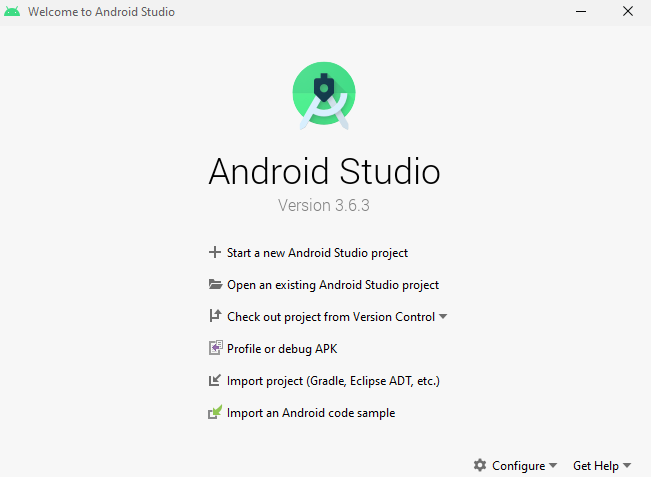 Welcome to Android Studio
Android Studio
Version 3.6.3
Start a new Android Studio project
Open an existing Android Studio project
Check out project from Version Control
Profile or debug APK
Import project (Gradle, Eclipse ADT, etc.)
Import an Android code sample
Configure Get Help